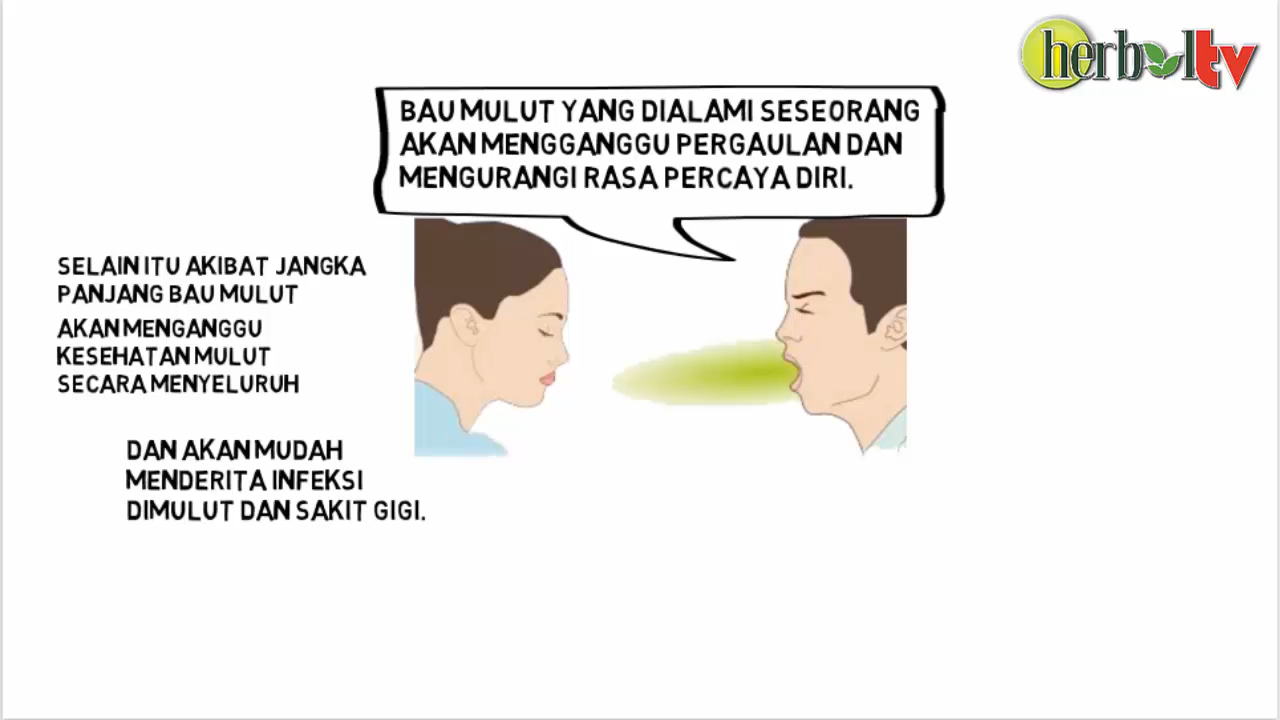 herbal tv
BAU MULUT YANG DIALAMI SESEORANG
AKAN MENGGANGGU PERGAULAN DAN
MENGURANGI RASA PERCAYA DIRI.
SELAIN ITU AKIBAT JANGKA
PANJANG BAU MULUT
AKAN MENGANGGU
KESEHATAN MULUT
SECARA MENYELURUH
DAN AKAN MUDAH
MENDERITA INFEKSI
DIMULUT DAN SAKIT GIGI.